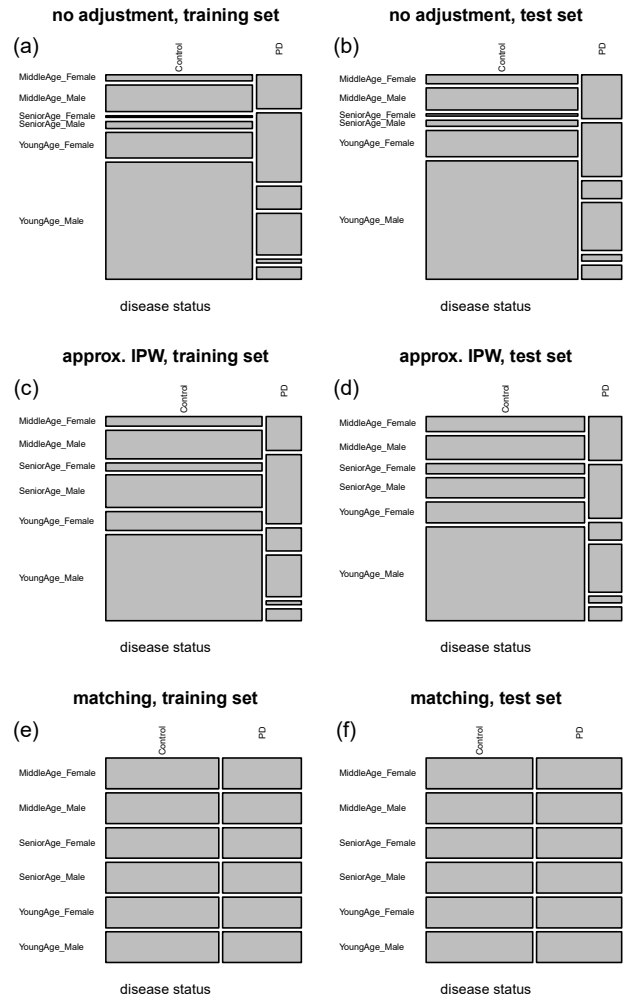 no adjustment, training set
no adjustment, test set
(a)
Control
PD
MiddleAge_Female
MiddleAge_Male
SeniorAge_Female
SeniorAge_Male
YoungAge_Female
YoungAge_Male
disease status
(b)
Control
PD
MiddleAge_Female
MiddleAge_Male
SeniorAge_Female
SeniorAge_Male
YoungAge_Female
YoungAge_Male
disease status
approx. IPW, training set
approx. IPW, test set
(c)
Control
PD
MiddleAge_Female
MiddleAge_Male
SeniorAge_Female
SeniorAge_Male
YoungAge_Female
YoungAge_Male
disease status
(d)
Control
PD
MiddleAge_Female
MiddleAge_Male
SeniorAge_Female
SeniorAge_Male
YoungAge_Female
YoungAge_Male
disease status
matching, training set
matching, test set
(e)
Control
PD
MiddleAge_Female
MiddleAge_Male
SeniorAge_Female
SeniorAge_Male
YoungAge_Female
YoungAge_Male
disease status
(f)
Control
PD
MiddleAge_Female
MiddleAge_Male
SeniorAge_Female
SeniorAge_Male
YoungAge_Female
YoungAge_Male
disease status